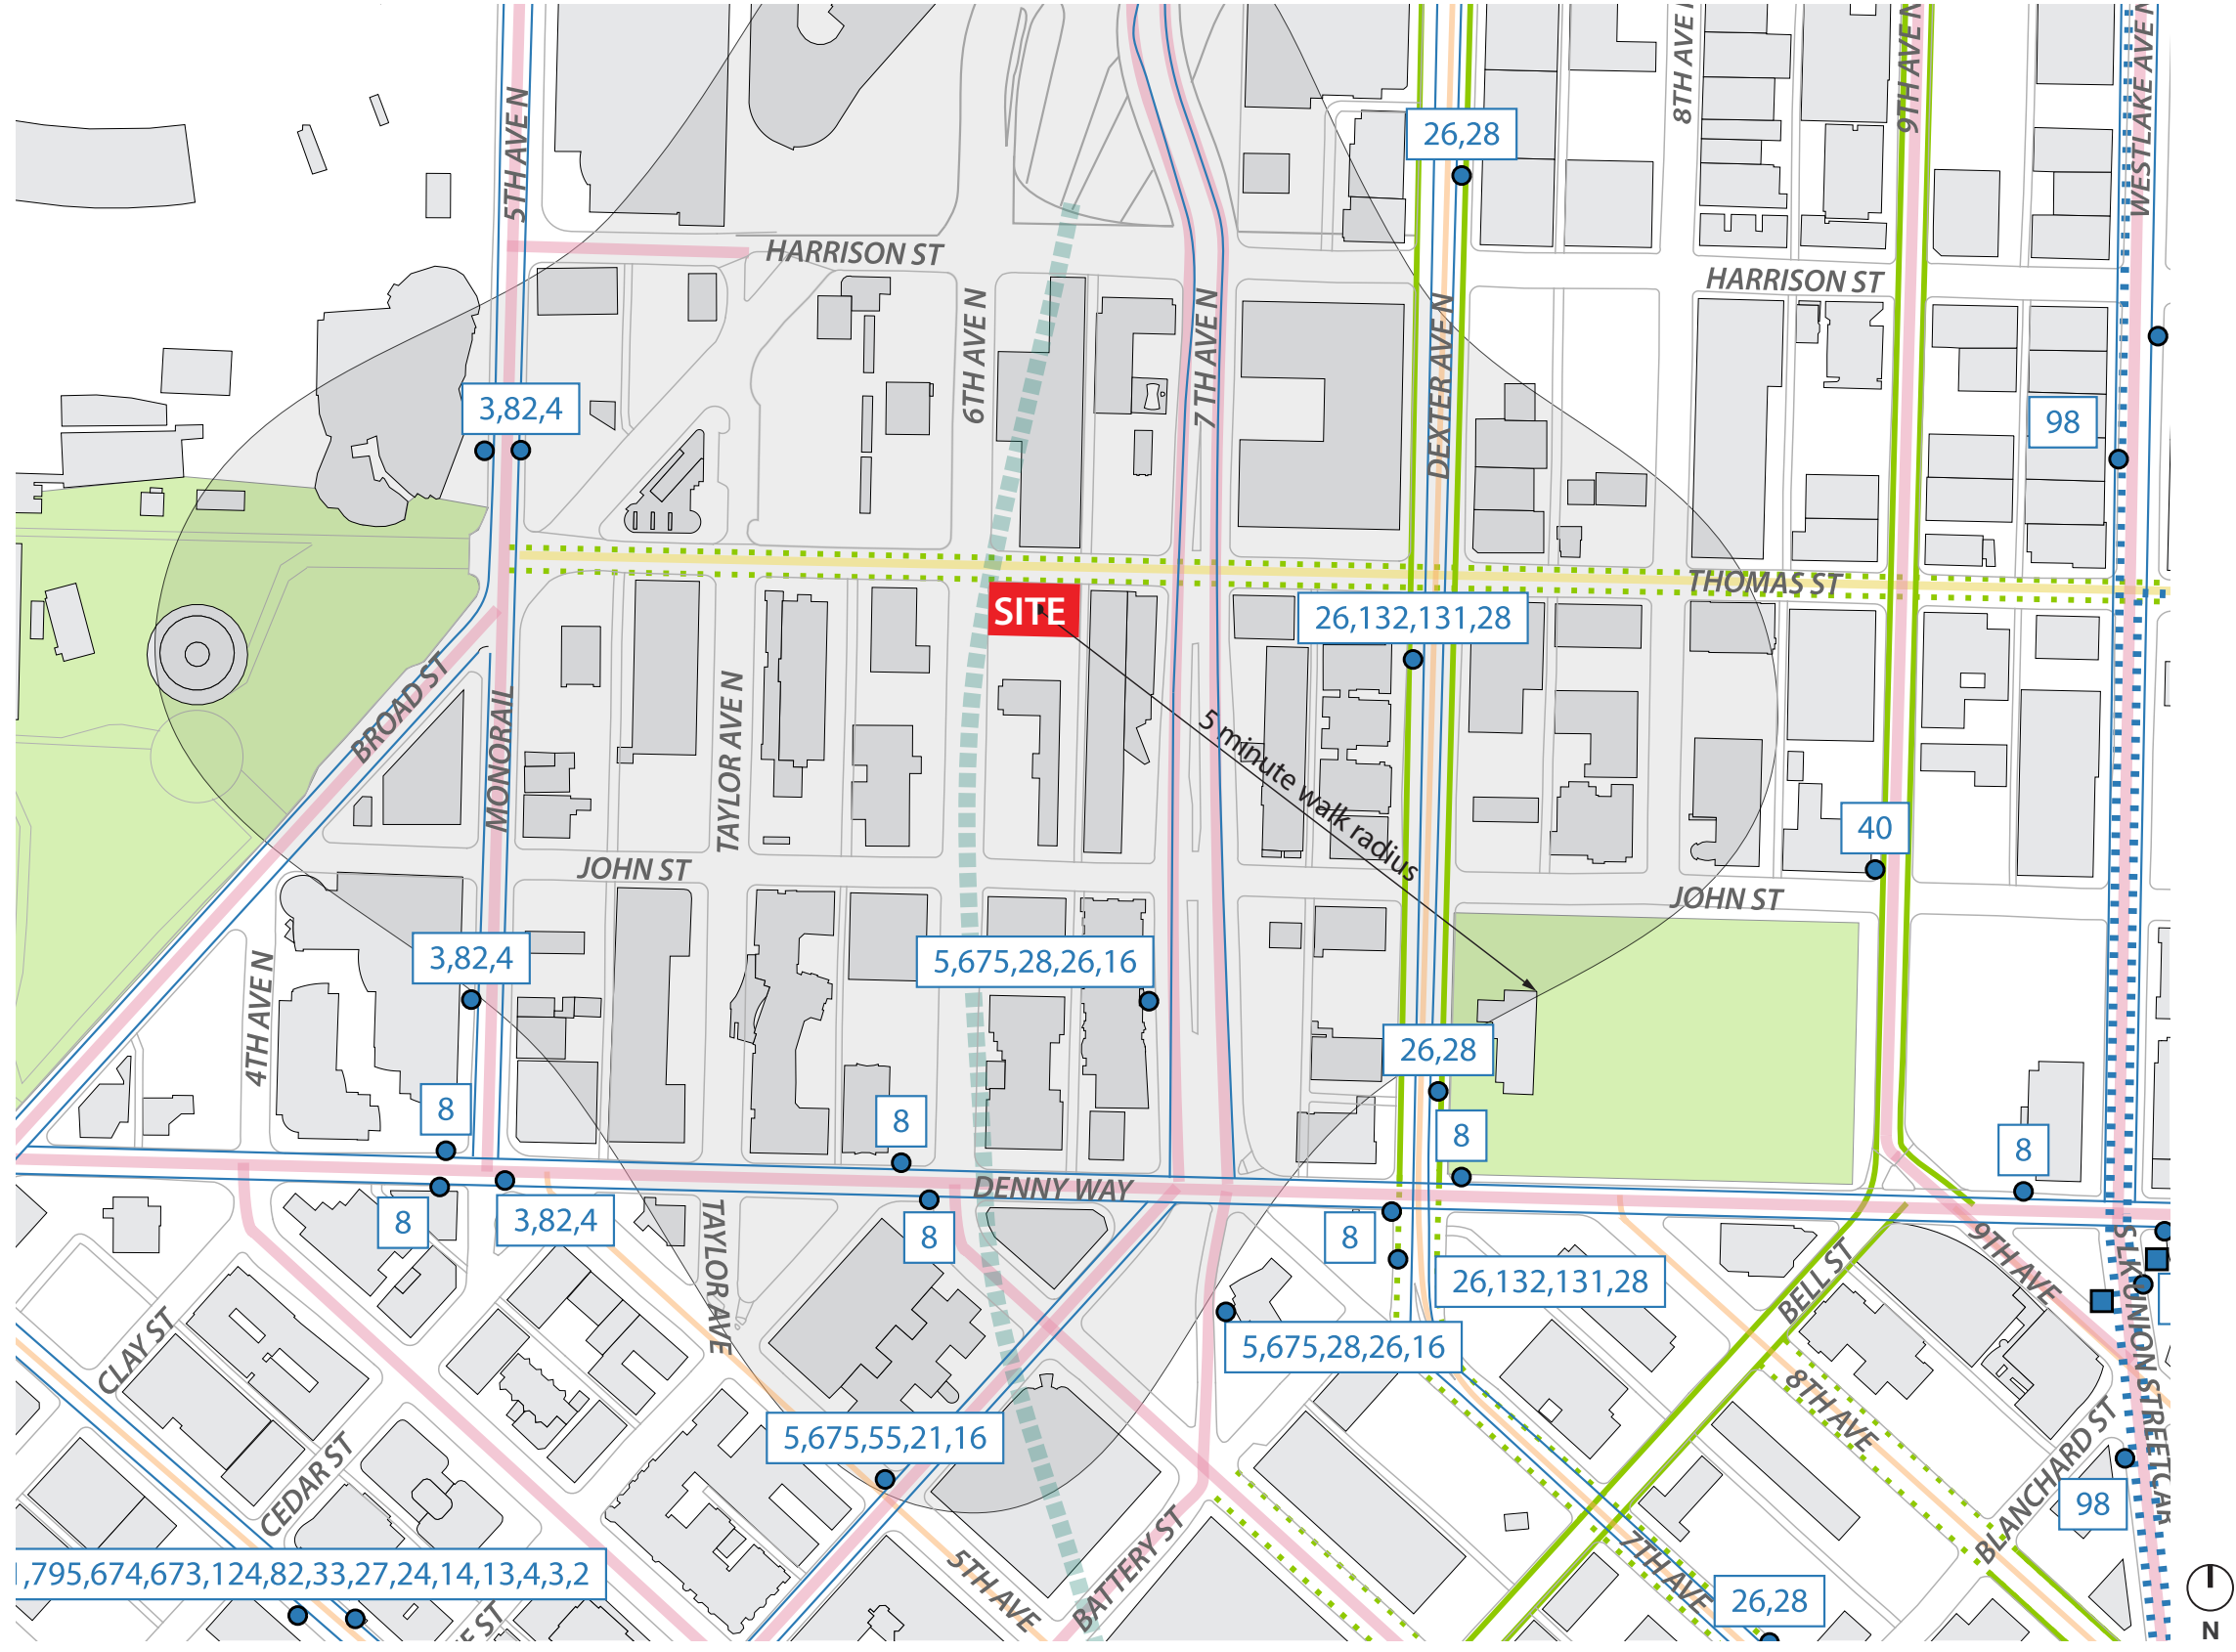 5TH AVE N
8TH AVE N
9TH AVE N
WESTLAKE AVE N
26,28
HARRISON ST
HARRISON ST
6TH AVE N
7TH AVE N
DEXTER AVE N
3,82,4
98
THOMAS ST
SITE
26,132,131,28
BROAD ST
MONORAIL
TAYLOR AVE N
5 minute walk radius
40
JOHN ST
JOHN ST
4TH AVE N
3,82,4
5,675,28,26,16
26,28
8
8
8
8
DENNY WAY
8
3,82,4
8
8
TAYLOR AVE
26,132,131,28
BELL ST
9TH AVE
SLK UNION STREETCAR
CLAY ST
5,675,28,26,16
8TH AVE
5,675,55,21,16
CEDAR ST
BLANCHARD ST
98
,795,674,673,124,82,33,27,24,14,13,4,3,2
5TH AVE
BATTERY ST
7TH AVE
26,28
ST
N